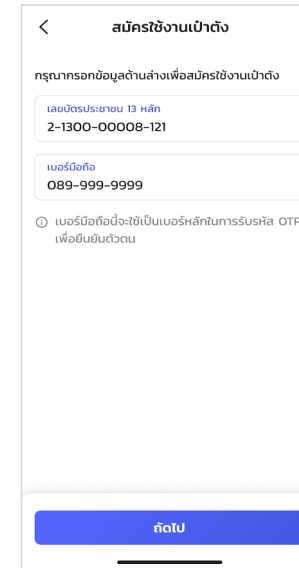 สมัครใช้งานเป๋าตัง
กรุณากรอกข้อมูลด้านล่างเพื่อสมัครใช้งานเป๋าตัง
เลขบัตรประชาชน 13 หลัก
2-1300-00008-121
เบอร์มือถือ
089-999-9999
เบอร์มือถือนี้จะใช้เป็นเบอร์หลักในการรับรหัส OTP
เพื่อยืนยันตัวตน
ถัดไป